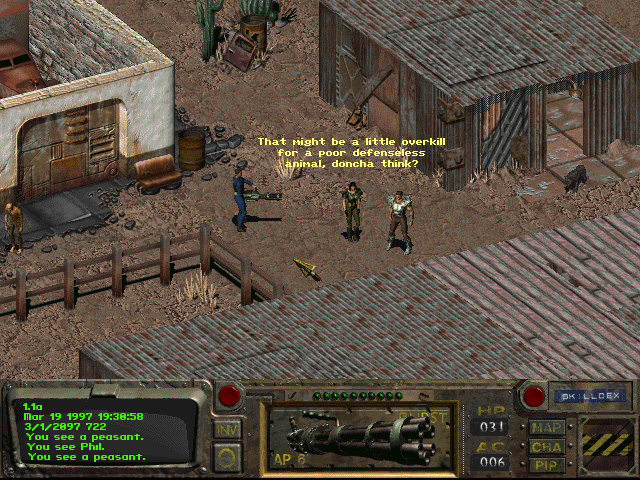 That might be a little overkill
for a poor defenseless
animal, doncha think?
1.1a
Mar 19 1997 19:30:58
3/1/2097 722
You see a peasant.
You see Phil.
You see a peasant.
INV
BURST
AP 6
HP
031
AC
006
SKILLDEX
MAP
CHA
PIP